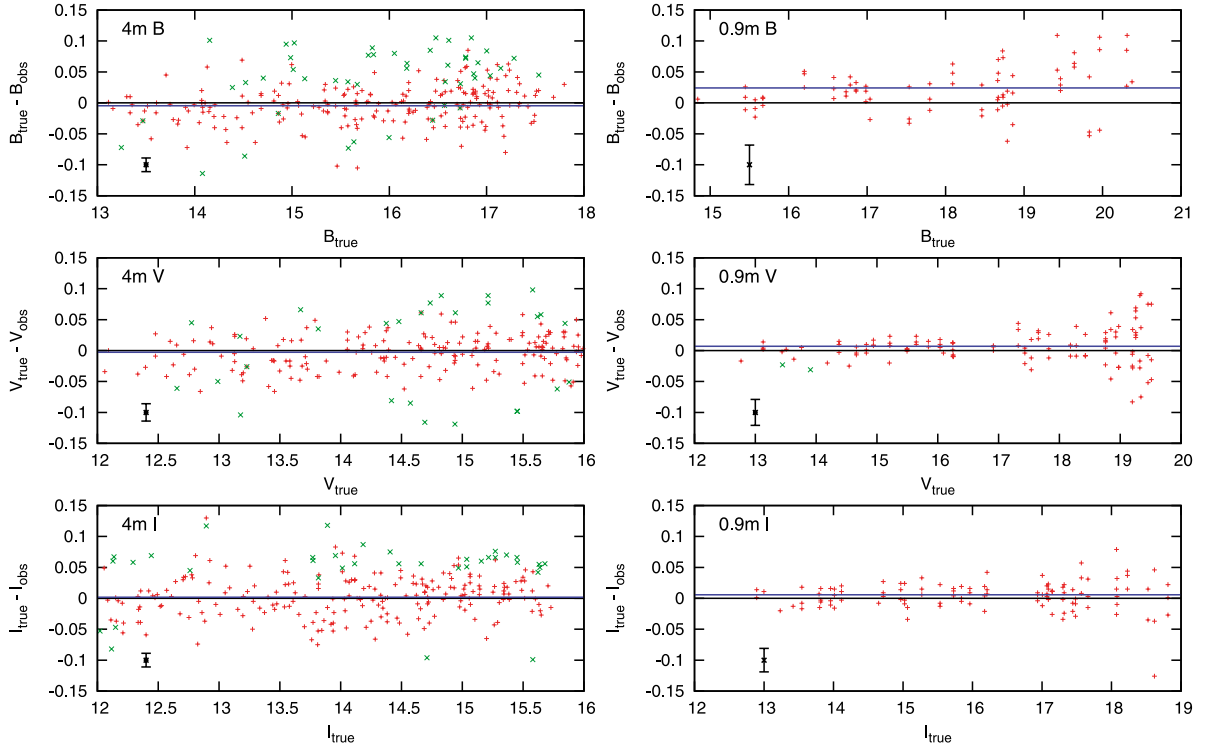 4m B
B_true - B_obs
0.15
0.1
0.05
0
-0.05
-0.1
-0.15
13 14 15 16 17 18
B_true
0.9m B
B_true - B_obs
0.15
0.1
0.05
0
-0.05
-0.1
-0.15
15 16 17 18 19 20 21
B_true
4m V
V_true - V_obs
0.15
0.1
0.05
0
-0.05
-0.1
-0.15
12 12.5 13 13.5 14 14.5 15 15.5 16
V_true
0.9m V
V_true - V_obs
0.15
0.1
0.05
0
-0.05
-0.1
-0.15
12 13 14 15 16 17 18 19 20
V_true
4m I
I_true - I_obs
0.15
0.1
0.05
0
-0.05
-0.1
-0.15
12 12.5 13 13.5 14 14.5 15 15.5 16
I_true
0.9m I
I_true - I_obs
0.15
0.1
0.05
0
-0.05
-0.1
-0.15
12 13 14 15 16 17 18 19
I_true